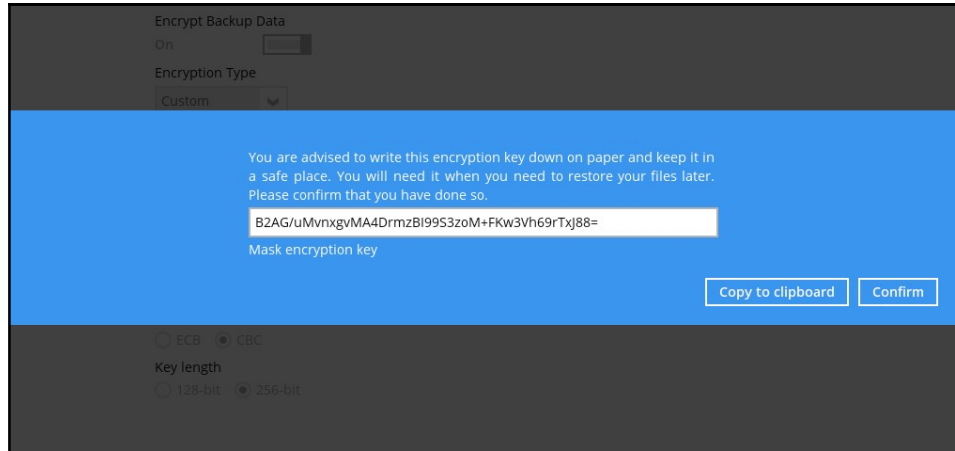 Encrypt Backup Data
On
Encryption Type
Custom
You are advised to write this encryption key down on paper and keep it in
a safe place. You will need it when you need to restore your files later.
Please confirm that you have done so.
B2AG/uMvnxgvMA4DrmzBI99S3zoM+FKw3Vh69rTxJ88=
Mask encryption key
Copy to clipboard Confirm
ECB CBC
Key length
128-bit 256-bit